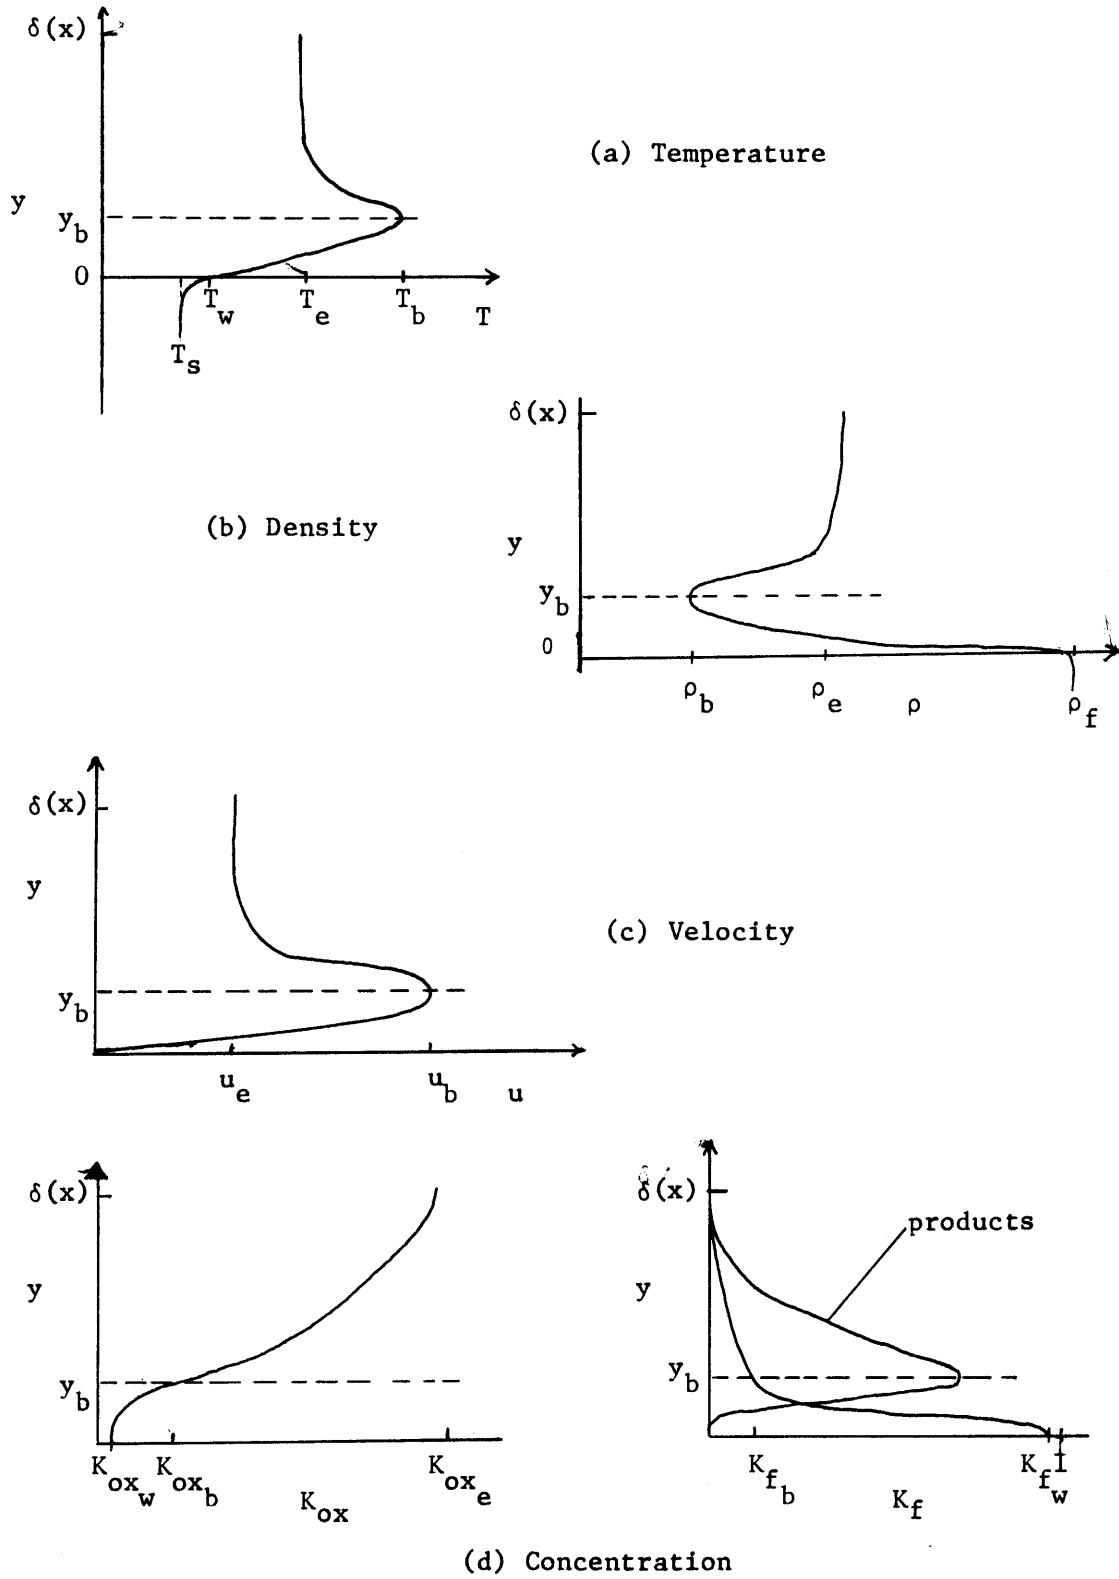 δ(x)
(a) Temperature
y
y_b
0
T_w T_e T_b T
T_s
δ(x)
(b) Density
y
y_b
0
ρ_b ρ_e ρ ρ_f
δ(x)
y
(c) Velocity
y_b
u_e u_b u
δ(x)
y
y_b
K_ox_w K_ox_b K_ox_e
K_ox
δ(x)
products
y
y_b
K_f_b K_f_w 1
K_f
(d) Concentration